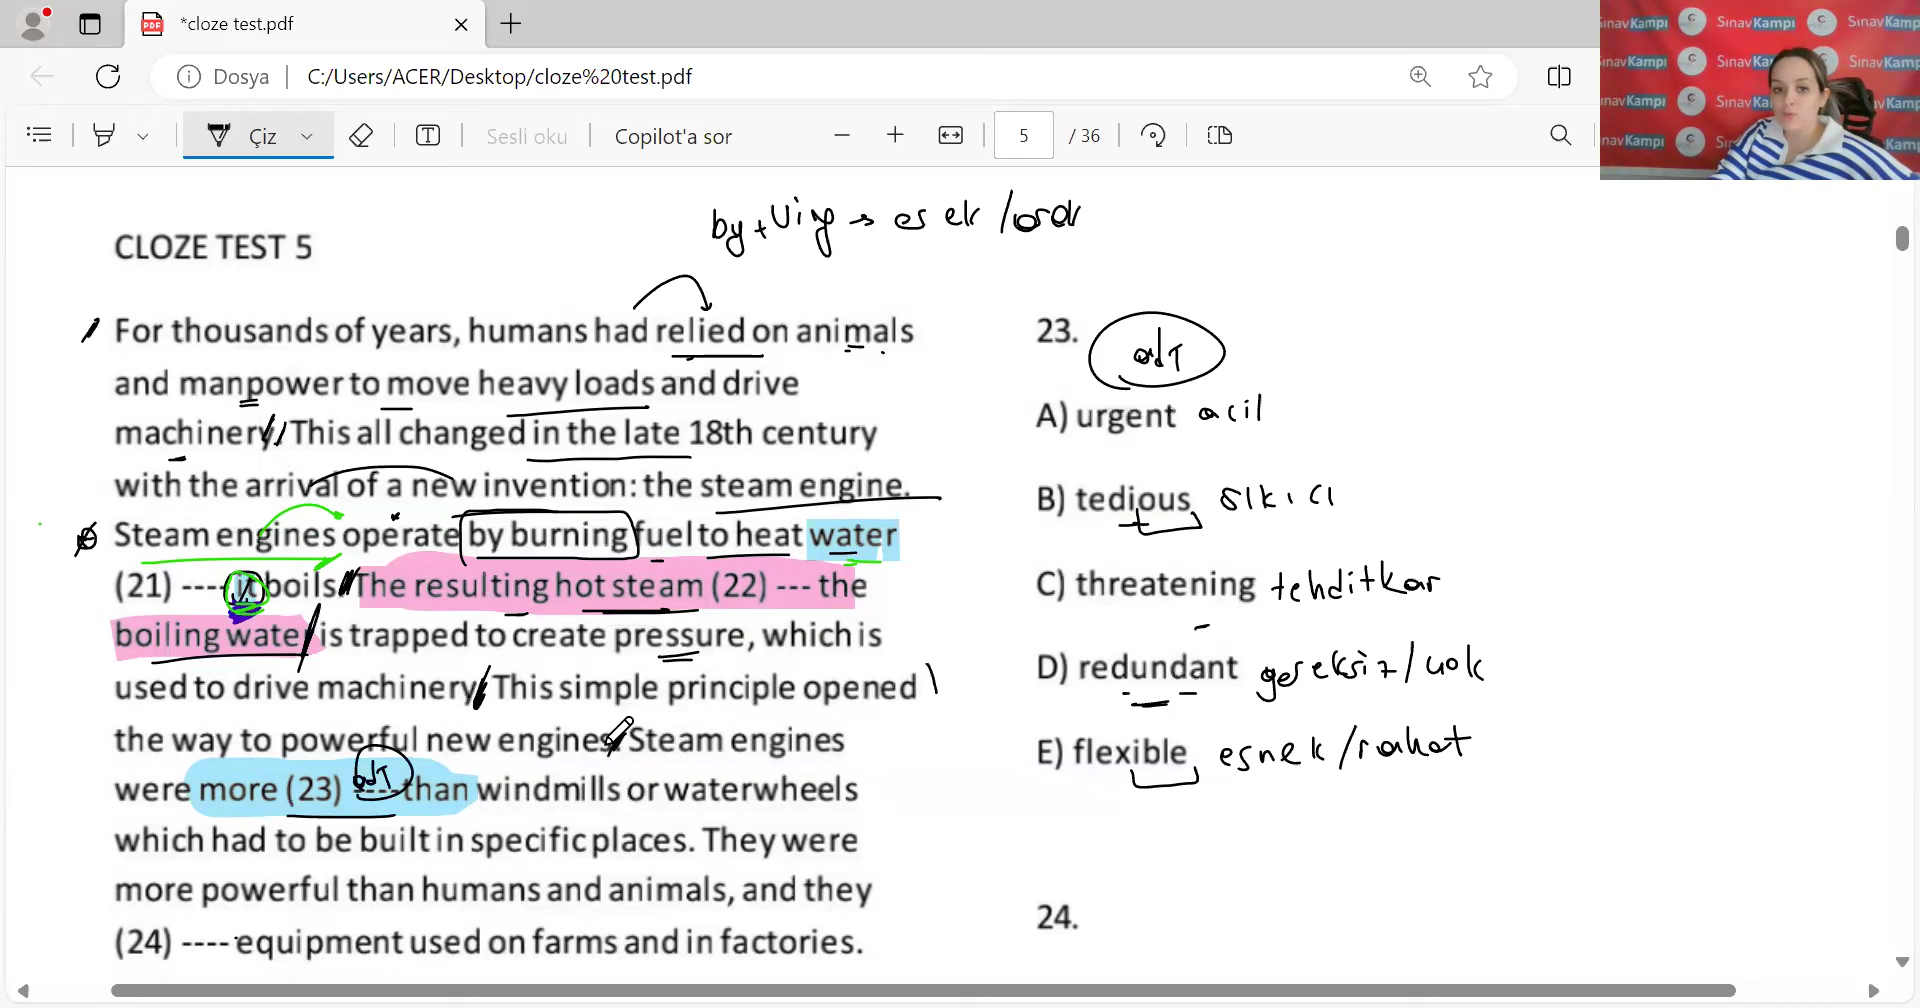 *cloze test.pdf
Dosya
C:/Users/ACER/Desktop/cloze%20test.pdf
Çiz
Sesli oku
Copilot'a sor
5
/ 36
SınavKampı
by + Ving → es ek /arak
CLOZE TEST 5
For thousands of years, humans had relied on animals
and manpower to move heavy loads and drive
machinery. This all changed in the late 18th century
with the arrival of a new invention: the steam engine.
Steam engines operate by burning fuel to heat water
(21) ---- it boils. The resulting hot steam (22) --- the
boiling water is trapped to create pressure, which is
used to drive machinery. This simple principle opened
the way to powerful new engines. Steam engines
adj
were more (23) ---- than windmills or waterwheels
which had to be built in specific places. They were
more powerful than humans and animals, and they
(24) ---- equipment used on farms and in factories.
23. adj
A) urgent acil
B) tedious sıkıcı
C) threatening tehditkar
D) redundant gereksiz/
E) flexible esnek/rahat
24.